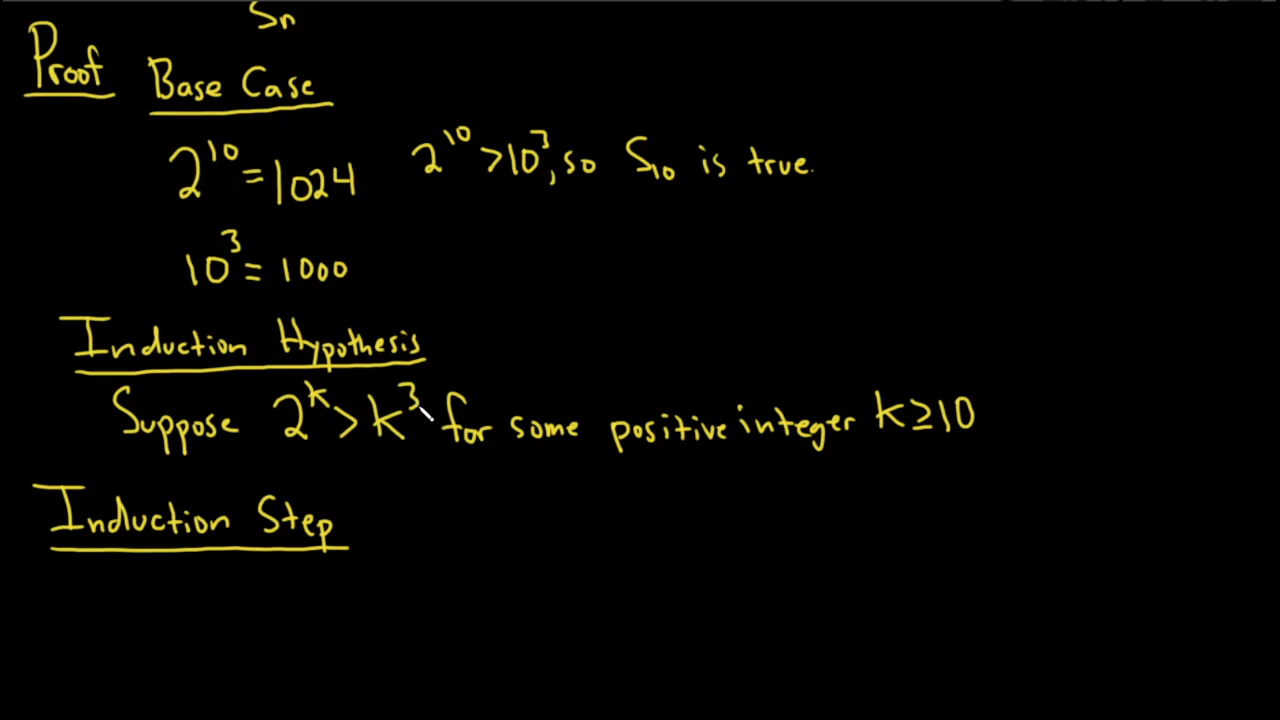 Sn
Proof Base Case
2^10 = 1024 2^10 > 10^3, so S10 is true.
10^3 = 1000
Induction Hypothesis
Suppose 2^k > k^3 for some positive integer k ≥ 10
Induction Step